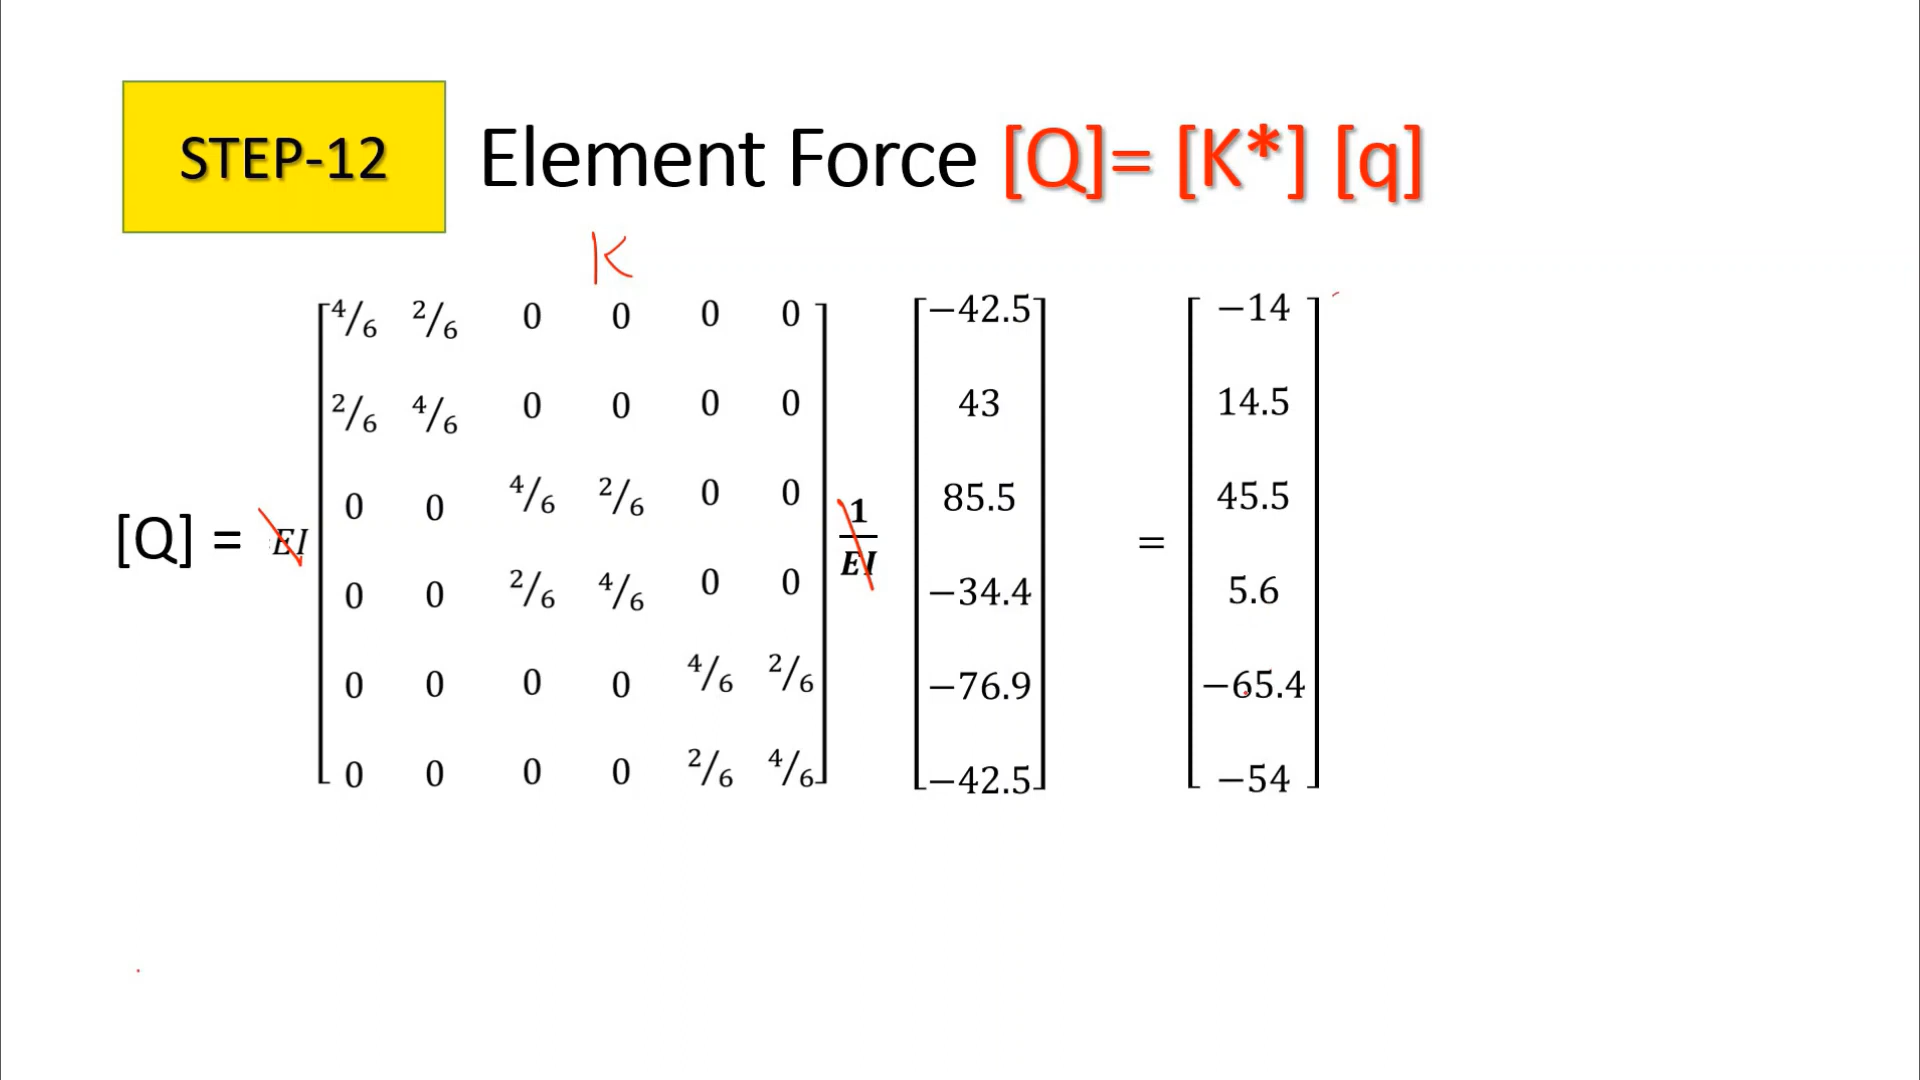 STEP-12
Element Force [Q]= [K*] [q]
K
4/6 2/6 0 0 0 0
2/6 4/6 0 0 0 0
0 0 4/6 2/6 0 0
0 0 2/6 4/6 0 0
0 0 0 0 4/6 2/6
0 0 0 0 2/6 4/6
[Q] = EI
1
EI
−42.5
43
85.5
−34.4
−76.9
−42.5
=
−14
14.5
45.5
5.6
−65.4
−54